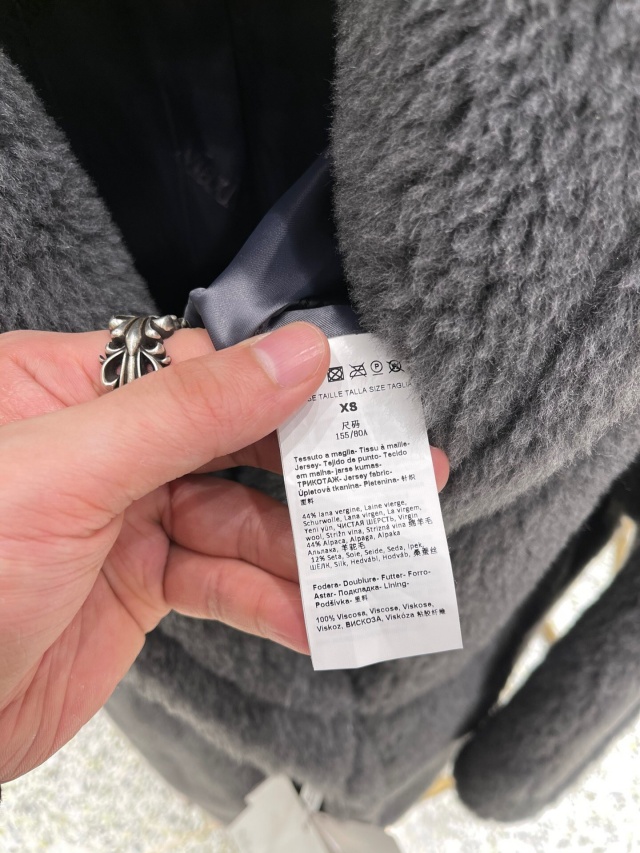 TAILLE TALLA SIZE TAGLIA
XS
尺码
155/80A
Tessuto a maglia- Tissu à maille-
Jersey- Tejido de punto- Tecido
em malha- jarse kumas-
ТРИКОТАЖ- Jersey fabric-
Úpletová tkanina- Pletenina- 针织
面料
44% lana vergine, Laine vierge,
Schurwolle, Lana virgen, La virgem,
Yeni yün, ЧИСТАЯ ШЕРСТЬ, Virgin
wool, Střižn vlna, Strizná vlna 绵羊毛
44% Alpaca, Alpaga, Alpaka
Альпака, 羊驼毛
12% Seta, Soie, Seide, Seda, Ipek,
ШЁЛК, Silk, Hedvábí, Hodváb, 桑蚕丝
Fodera- Doublure- Futter- Forro-
Astar- Подкладка- Lining-
Podšívka- 里料
100% Viscosa, Viscose, Viskose,
Viskoz, ВИСКОЗА, Viskóza 粘胶纤维